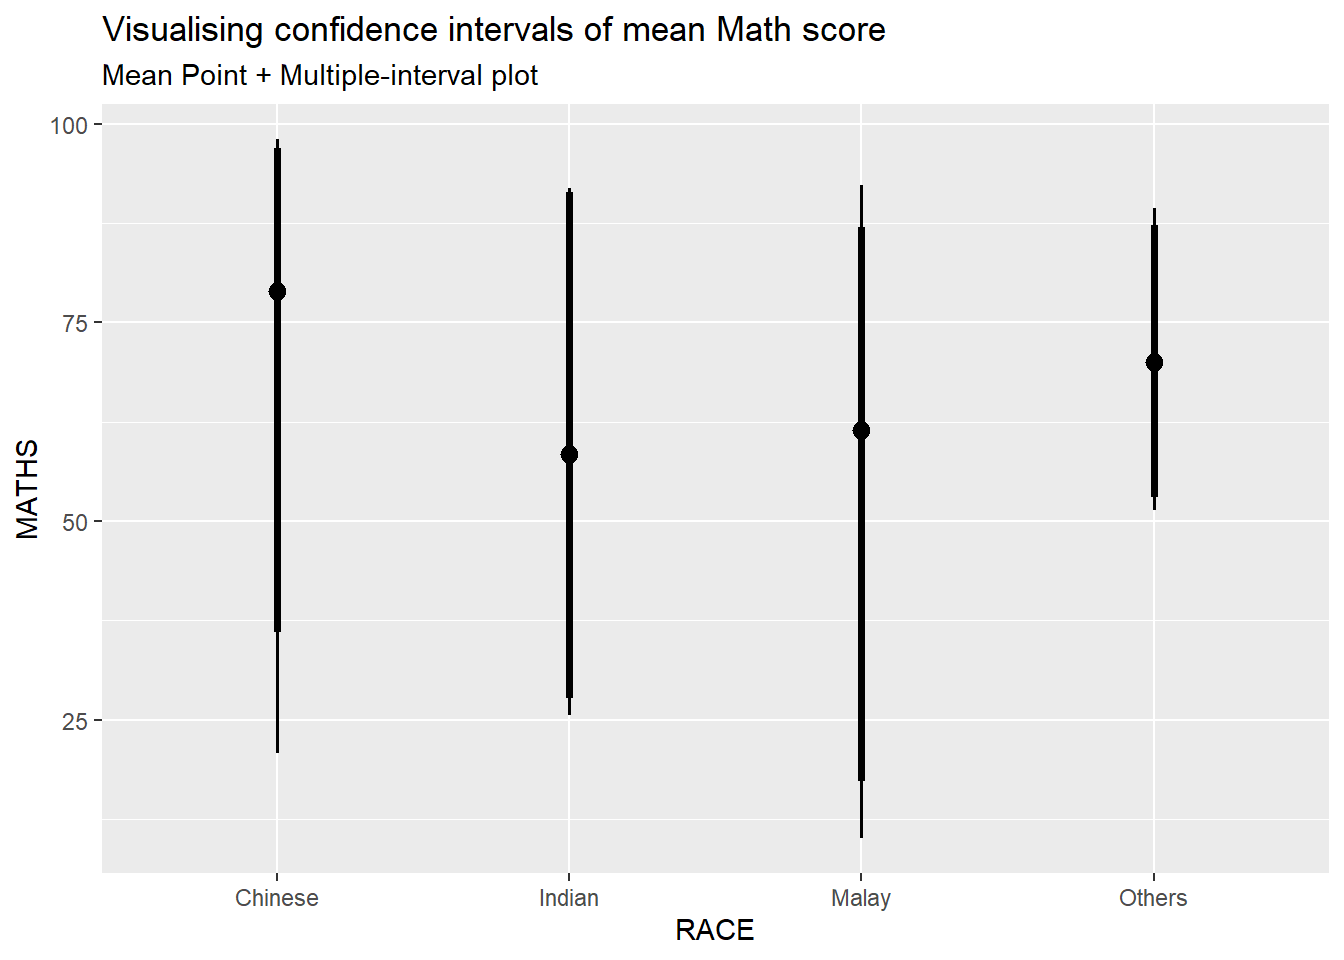 Visualising confidence intervals of mean Math score
Mean Point + Multiple-interval plot
100
75
50
25
MATHS
Chinese Indian Malay Others
RACE